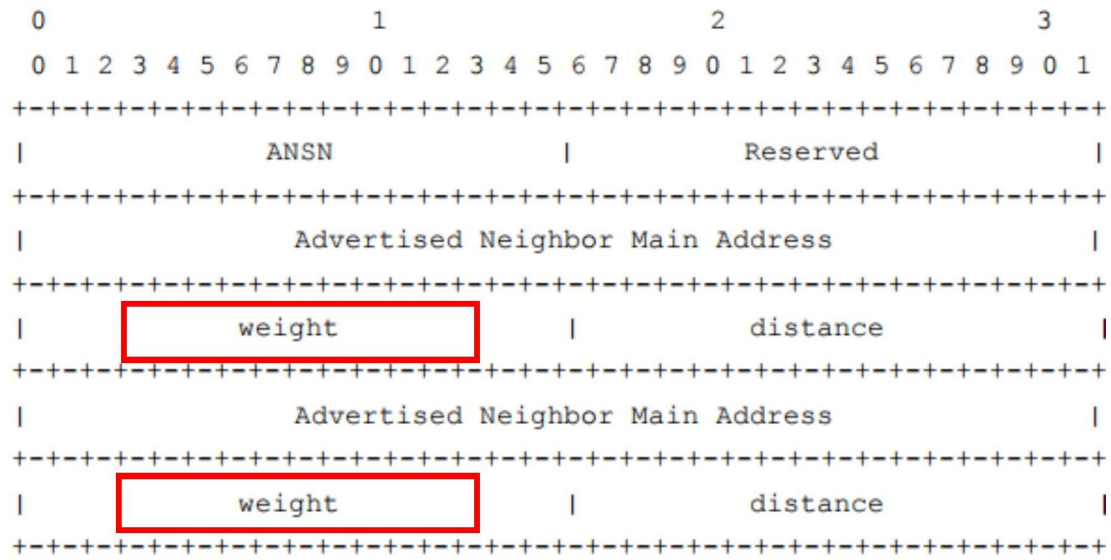 0 1 2 3
0 1 2 3 4 5 6 7 8 9 0 1 2 3 4 5 6 7 8 9 0 1 2 3 4 5 6 7 8 9 0 1
+-+-+-+-+-+-+-+-+-+-+-+-+-+-+-+-+-+-+-+-+-+-+-+-+-+-+-+-+-+-+-+-+
| ANSN | Reserved |
+-+-+-+-+-+-+-+-+-+-+-+-+-+-+-+-+-+-+-+-+-+-+-+-+-+-+-+-+-+-+-+-+
| Advertised Neighbor Main Address |
+-+-+-+-+-+-+-+-+-+-+-+-+-+-+-+-+-+-+-+-+-+-+-+-+-+-+-+-+-+-+-+-+
| weight | distance |
+-+-+-+-+-+-+-+-+-+-+-+-+-+-+-+-+-+-+-+-+-+-+-+-+-+-+-+-+-+-+-+-+
| Advertised Neighbor Main Address |
+-+-+-+-+-+-+-+-+-+-+-+-+-+-+-+-+-+-+-+-+-+-+-+-+-+-+-+-+-+-+-+-+
| weight | distance |
+-+-+-+-+-+-+-+-+-+-+-+-+-+-+-+-+-+-+-+-+-+-+-+-+-+-+-+-+-+-+-+-+